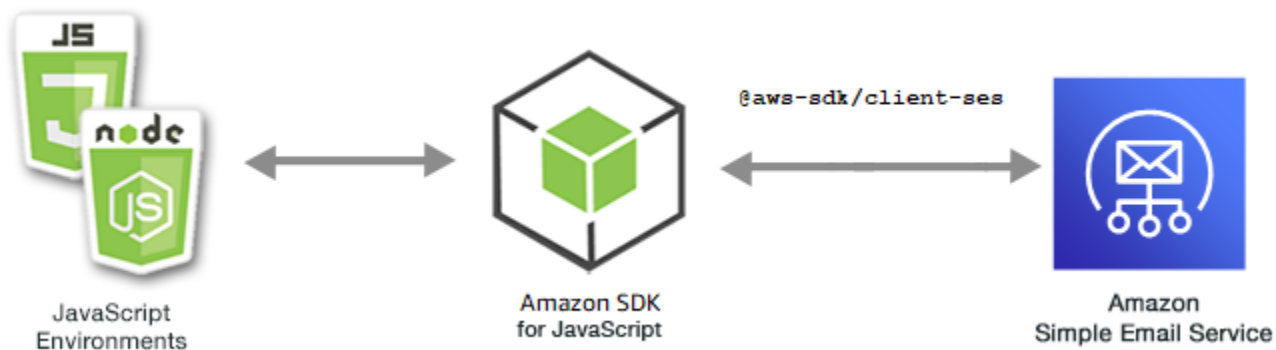 JS
node
JS
@aws-sdk/client-ses
JavaScript
Environments
Amazon SDK
for JavaScript
Amazon
Simple Email Service